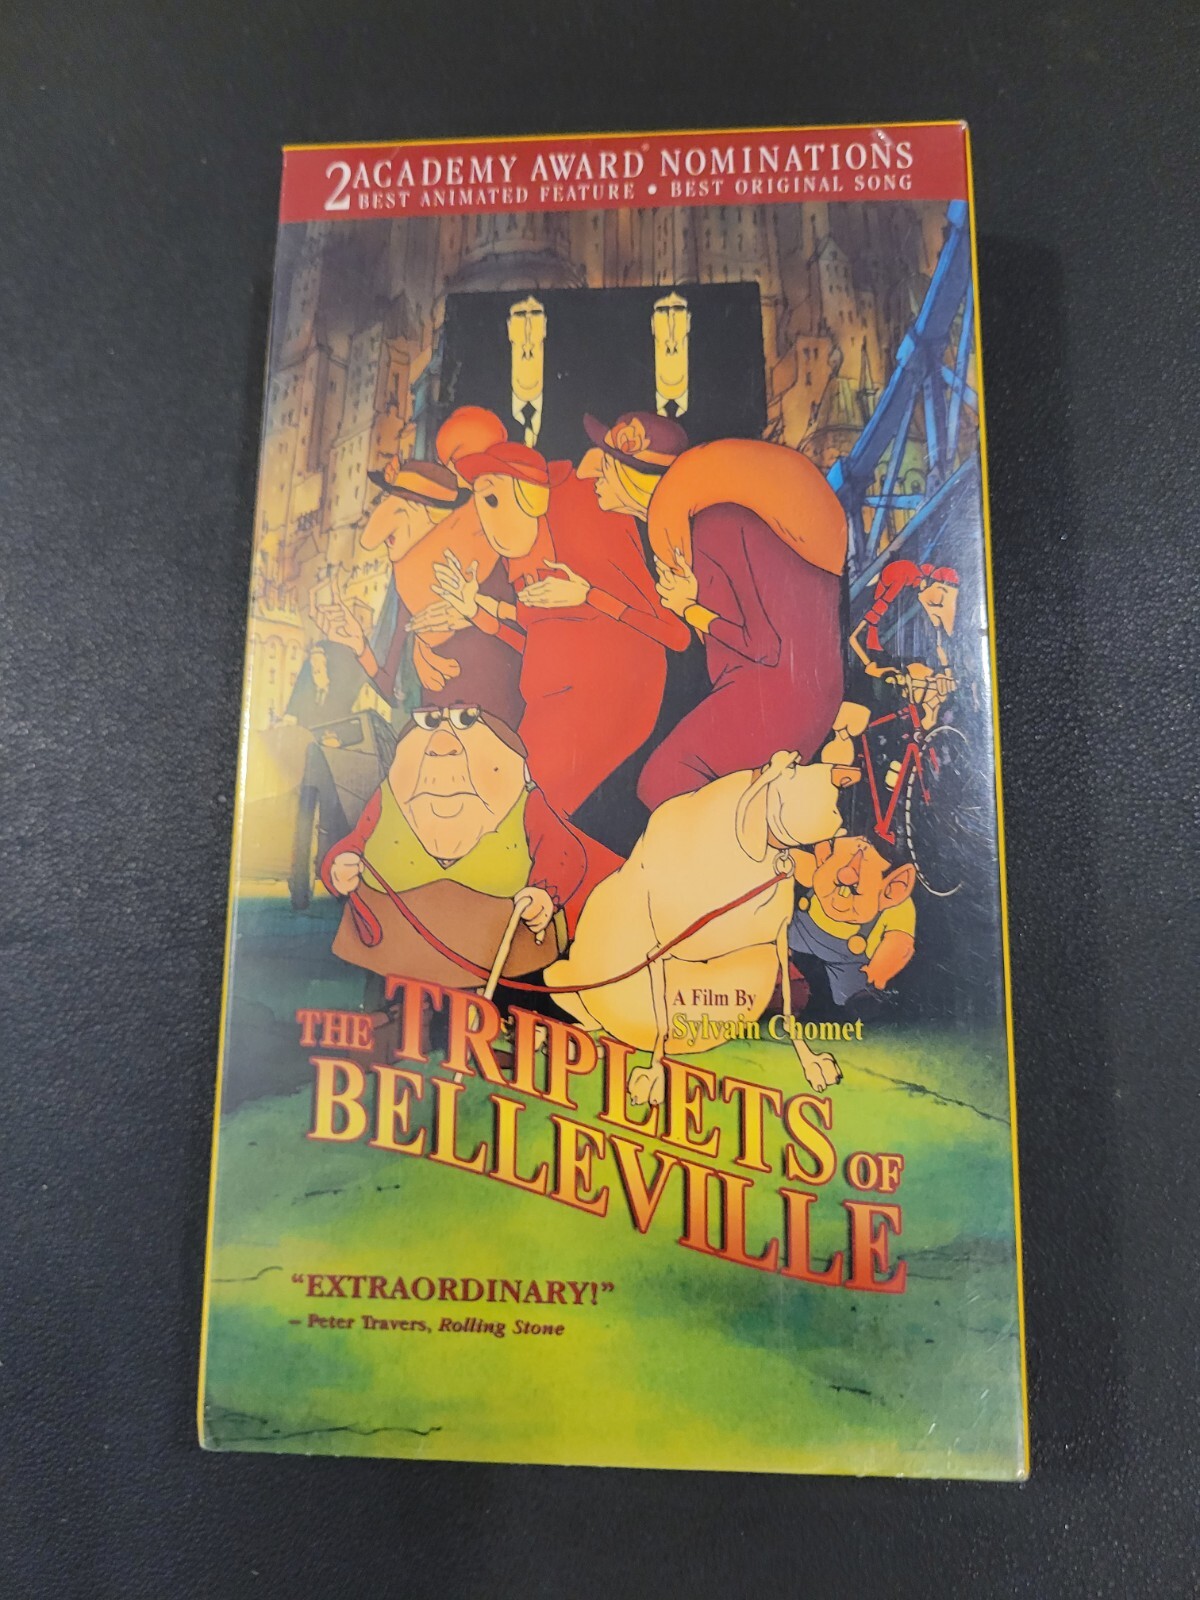 2 ACADEMY AWARD® NOMINATIONS
BEST ANIMATED FEATURE • BEST ORIGINAL SONG
A Film By
Sylvain Chomet
THE TRIPLETS OF
BELLEVILLE
"EXTRAORDINARY!"
– Peter Travers, Rolling Stone